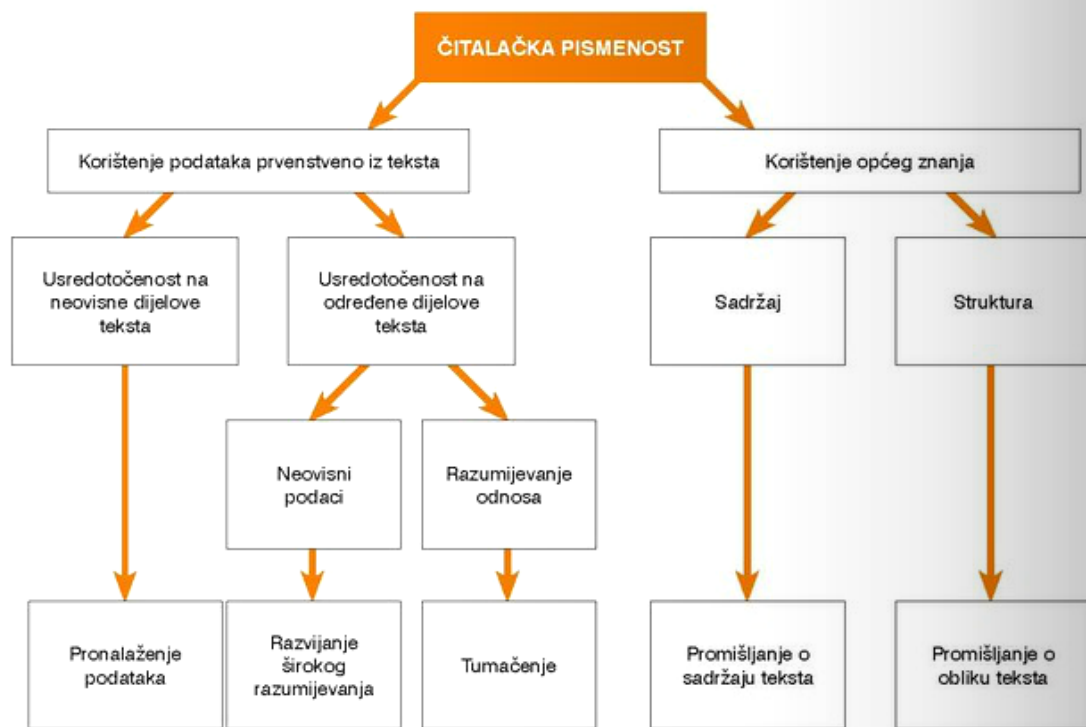 ČITALAČKA PISMENOST
Korištenje podataka prvenstveno iz teksta
Korištenje općeg znanja
Usredotočenost na
neovisne dijelove
teksta
Usredotočenost na
određene dijelove
teksta
Sadržaj
Struktura
Neovisni
podaci
Razumijevanje
odnosa
Pronalaženje
podataka
Razvijanje
širokog
razumijevanja
Tumačenje
Promišljanje o
sadržaju teksta
Promišljanje o
obliku teksta